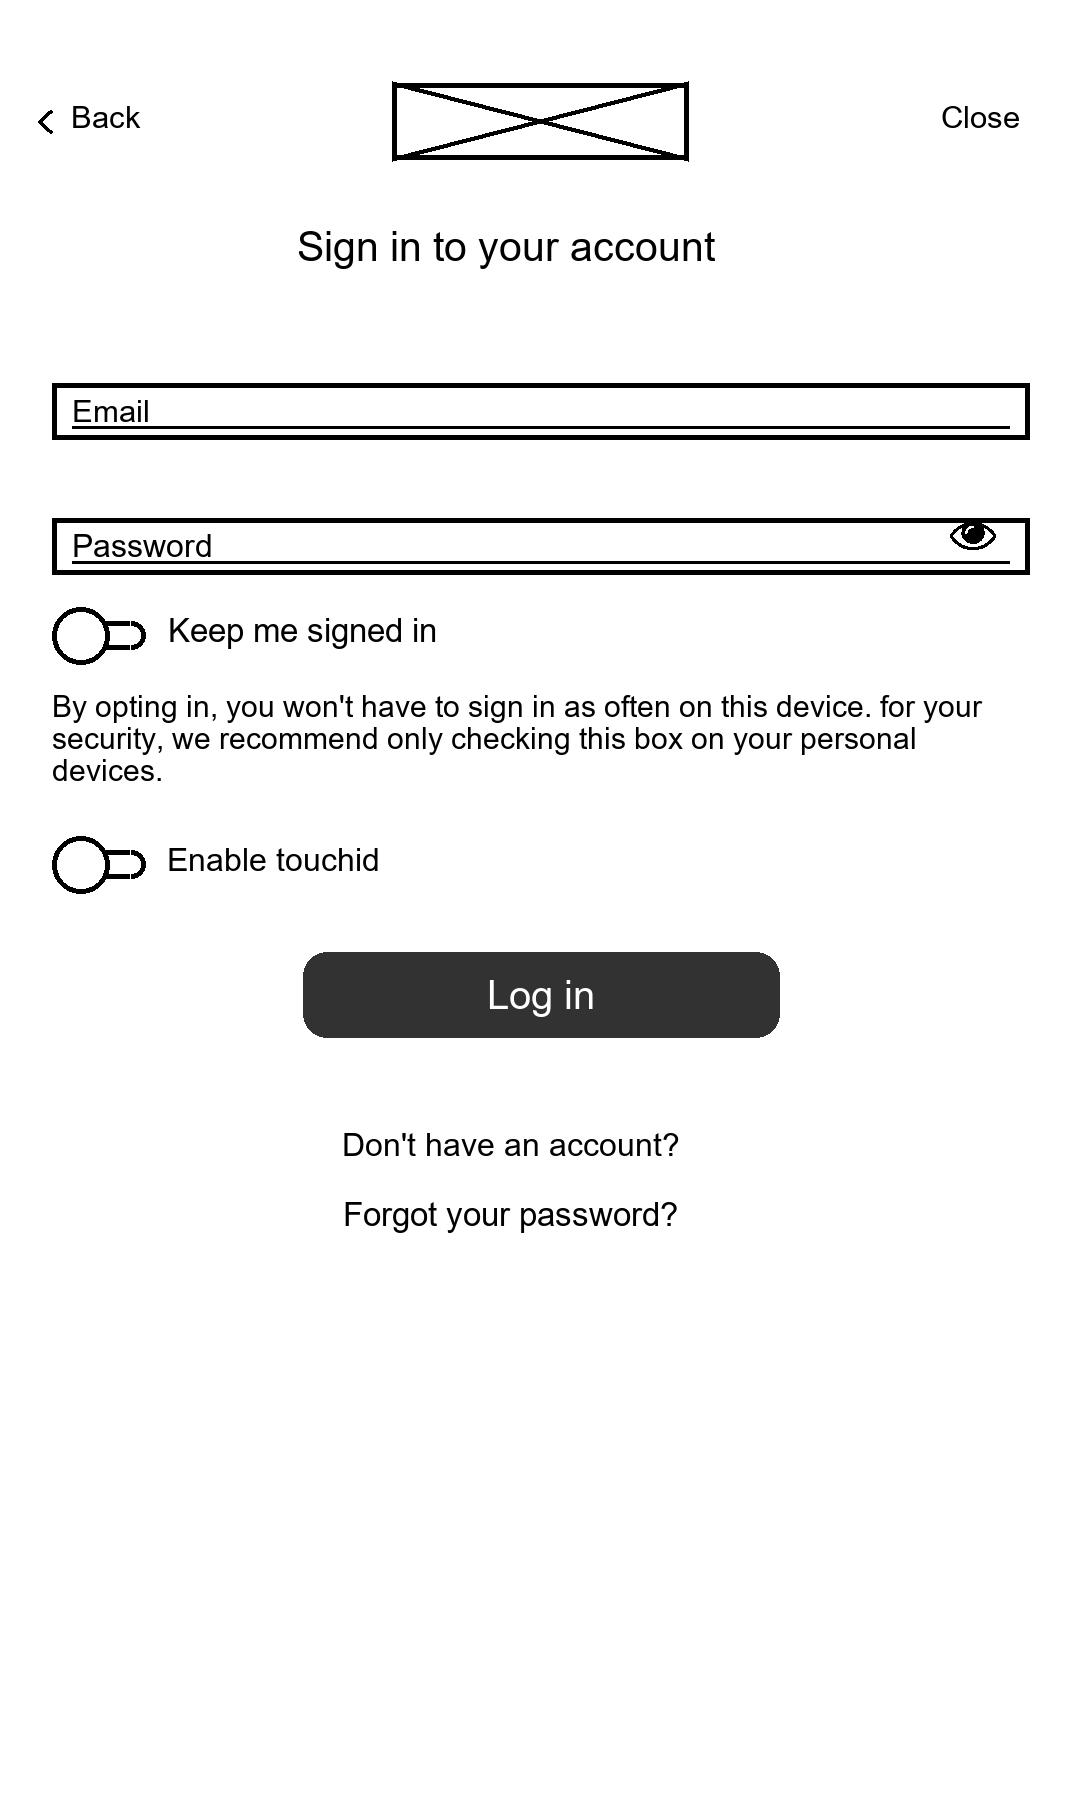 Back
Close
Sign in to your account
Email
Password
Keep me signed in
By opting in, you won't have to sign in as often on this device. for your
security, we recommend only checking this box on your personal
devices.
Enable touchid
Log in
Don't have an account?
Forgot your password?